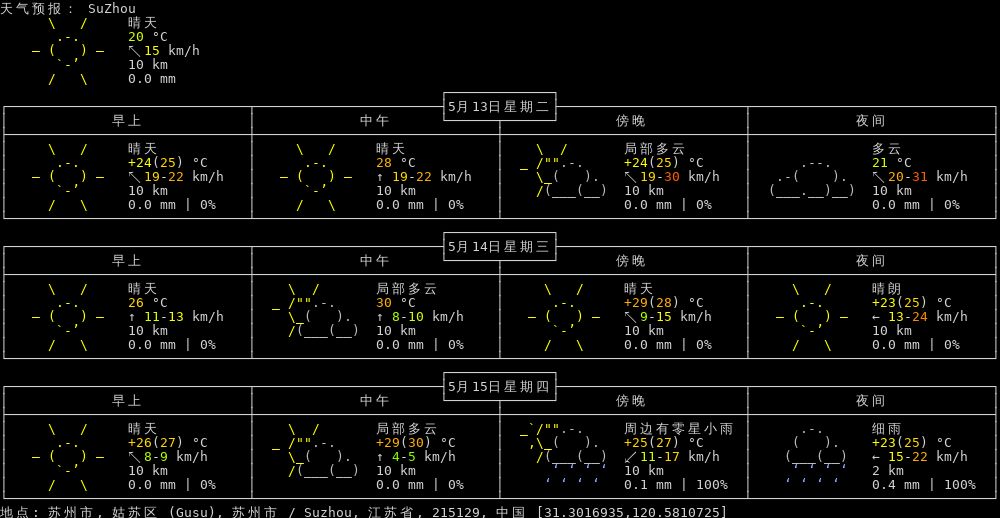 天气预报： SuZhou
晴天
20 °C
↖ 15 km/h
10 km
0.0 mm
5月13日星期二
早上 中午 傍晚 夜间
晴天 晴天 局部多云 多云
+24(25) °C 28 °C +24(25) °C 21 °C
↖ 19-22 km/h ↑ 19-22 km/h ↖ 19-30 km/h ↖ 20-31 km/h
10 km 10 km 10 km 10 km
0.0 mm | 0% 0.0 mm | 0% 0.0 mm | 0% 0.0 mm | 0%
5月14日星期三
早上 中午 傍晚 夜间
晴天 局部多云 晴天 晴朗
26 °C 30 °C +29(28) °C +23(25) °C
↑ 11-13 km/h ↑ 8-10 km/h ↖ 9-15 km/h ← 13-24 km/h
10 km 10 km 10 km 10 km
0.0 mm | 0% 0.0 mm | 0% 0.0 mm | 0% 0.0 mm | 0%
5月15日星期四
早上 中午 傍晚 夜间
晴天 局部多云 周边有零星小雨 细雨
+26(27) °C +29(30) °C +25(27) °C +23(25) °C
↖ 8-9 km/h ↑ 4-5 km/h ↙ 11-17 km/h ← 15-22 km/h
10 km 10 km 10 km 2 km
0.0 mm | 0% 0.0 mm | 0% 0.1 mm | 100% 0.4 mm | 100%
地点: 苏州市, 姑苏区 (Gusu), 苏州市 / Suzhou, 江苏省, 215129, 中国 [31.3016935,120.5810725]